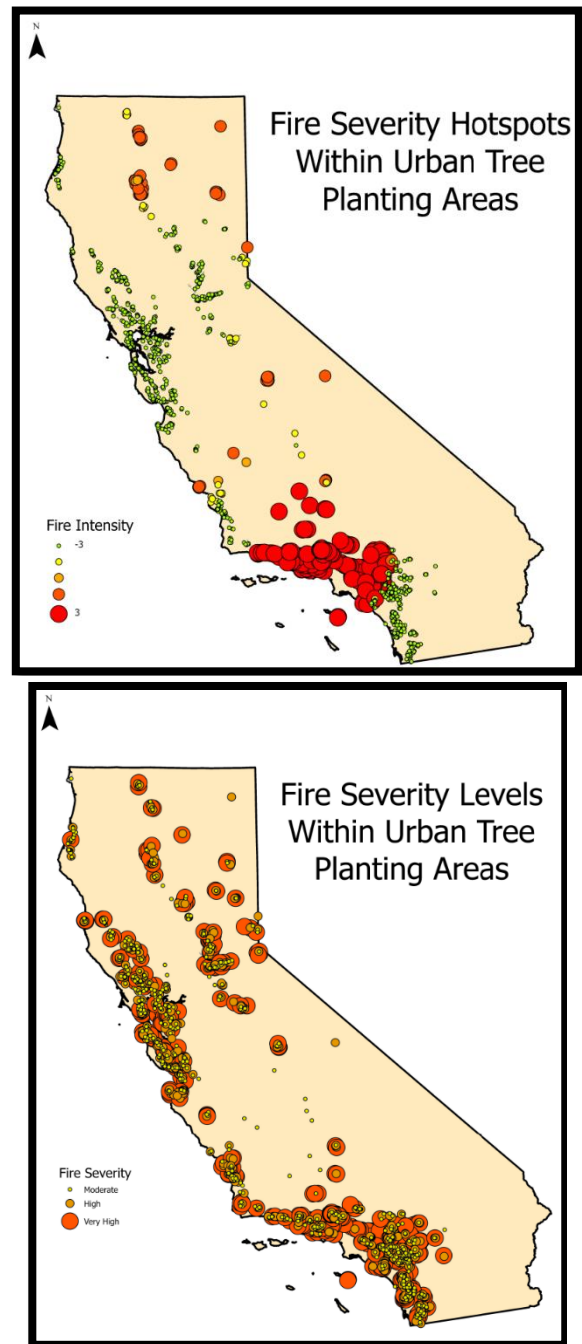 N
Fire Severity Hotspots
Within Urban Tree
Planting Areas
Fire Intensity
-3
3
N
Fire Severity Levels
Within Urban Tree
Planting Areas
Fire Severity
Moderate
High
Very High